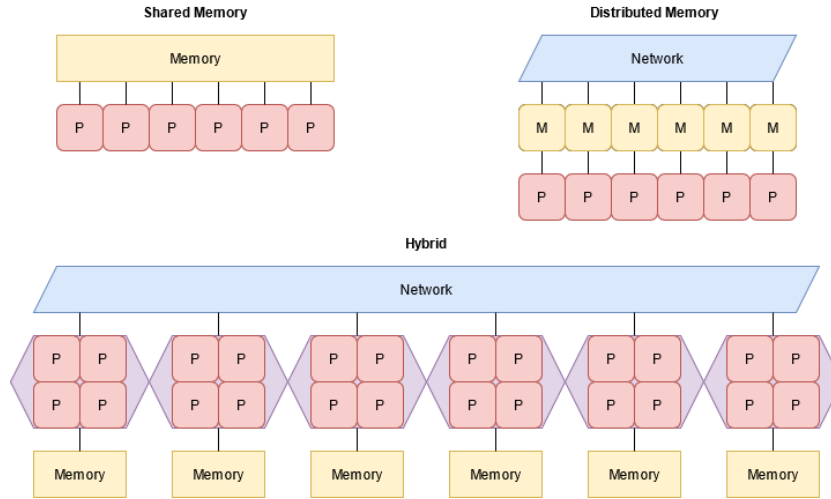 Shared Memory
Memory
P P P P P P
Distributed Memory
Network
M M M M M M
P P P P P P
Hybrid
Network
P P P P P P P P P P P P
P P P P P P P P P P P P
Memory Memory Memory Memory Memory Memory